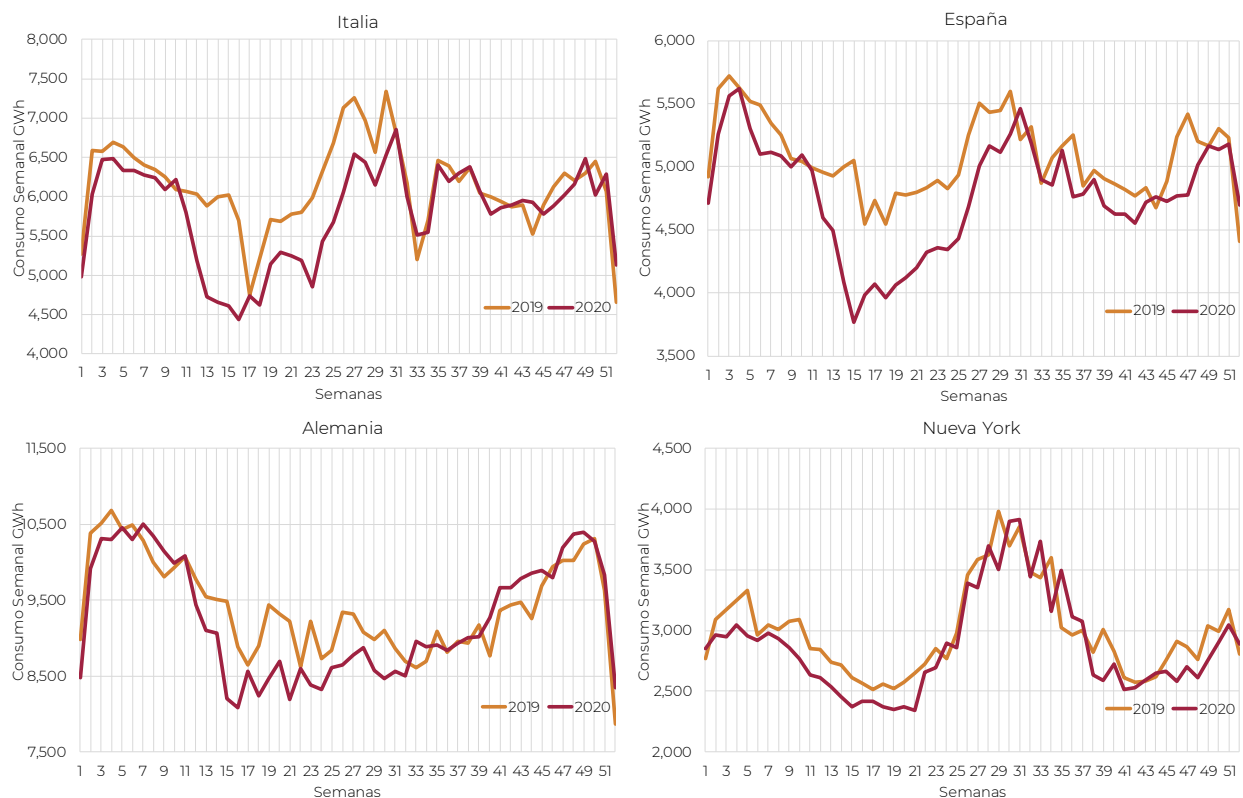 Italia
Consumo Semanal GWh
8,000
7,500
7,000
6,500
6,000
5,500
5,000
4,500
4,000
2019 2020
1 3 5 7 9 11 13 15 17 19 21 23 25 27 29 31 33 35 37 39 41 43 45 47 49 51
Semanas
España
Consumo Semanal GWh
6,000
5,500
5,000
4,500
4,000
3,500
2019 2020
1 3 5 7 9 11 13 15 17 19 21 23 25 27 29 31 33 35 37 39 41 43 45 47 49 51
Semanas
Alemania
Consumo Semanal GWh
11,500
10,500
9,500
8,500
7,500
2019 2020
1 3 5 7 9 11 13 15 17 19 21 23 25 27 29 31 33 35 37 39 41 43 45 47 49 51
Semanas
Nueva York
Consumo Semanal GWh
4,500
4,000
3,500
3,000
2,500
2,000
2019 2020
1 3 5 7 9 11 13 15 17 19 21 23 25 27 29 31 33 35 37 39 41 43 45 47 49 51
Semanas